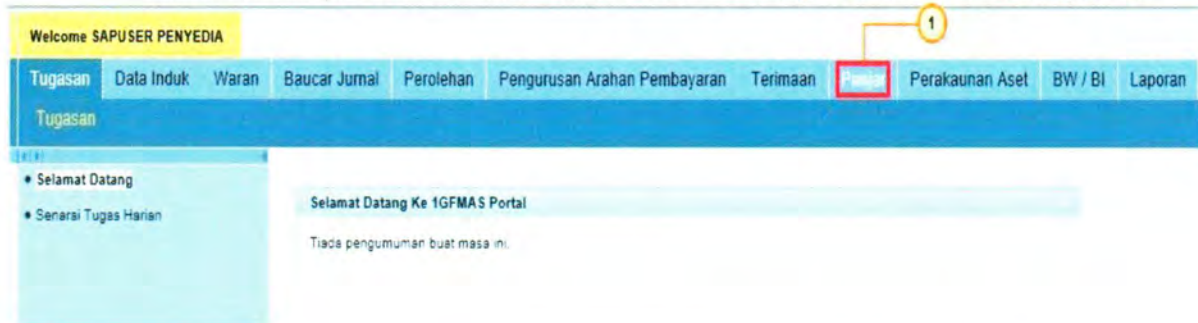 1
Welcome SAPUSER PENYEDIA
Tugasan Data Induk Waran Baucar Jurnal Perolehan Pengurusan Arahan Pembayaran Terimaan Panjar Perakaunan Aset BW / BI Laporan
Tugasan
Selamat Datang
Senarai Tugas Harian
Selamat Datang Ke 1GFMAS Portal
Tiada pengumuman buat masa ini.